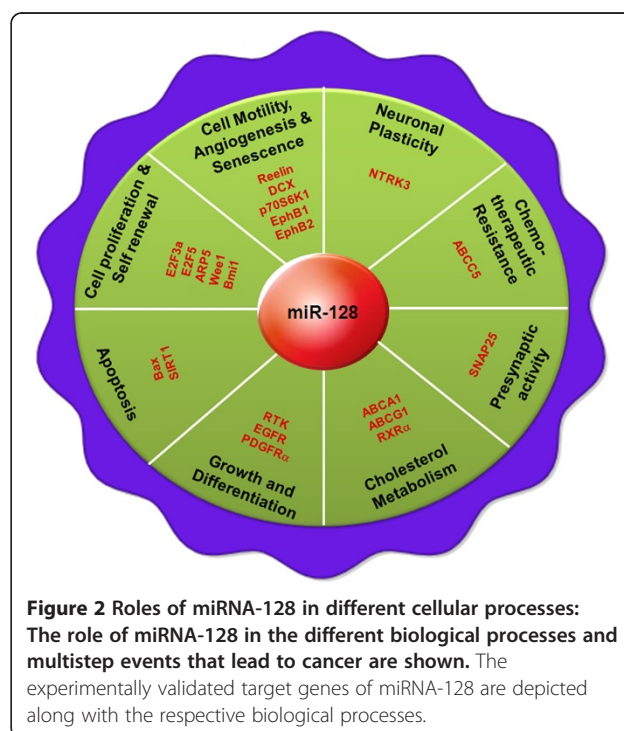 Cell Motility,
Angiogenesis &
Senescence
Reelin
DCX
p70S6K1
EphB1
EphB2
Neuronal
Plasticity
NTRK3
Chemo-
therapeutic
Resistance
ABCC5
Presynaptic
activity
SNAP25
Cholesterol
Metabolism
ABCA1
ABCG1
RXRα
Growth and
Differentiation
RTK
EGFR
PDGFRα
Apoptosis
Bax
SIRT1
Cell proliferation &
Self renewal
E2F3a
E2F5
ARP5
Wee1
Bmi1
miR-128
Figure 2 Roles of miRNA-128 in different cellular processes:
The role of miRNA-128 in the different biological processes and
multistep events that lead to cancer are shown. The
experimentally validated target genes of miRNA-128 are depicted
along with the respective biological processes.